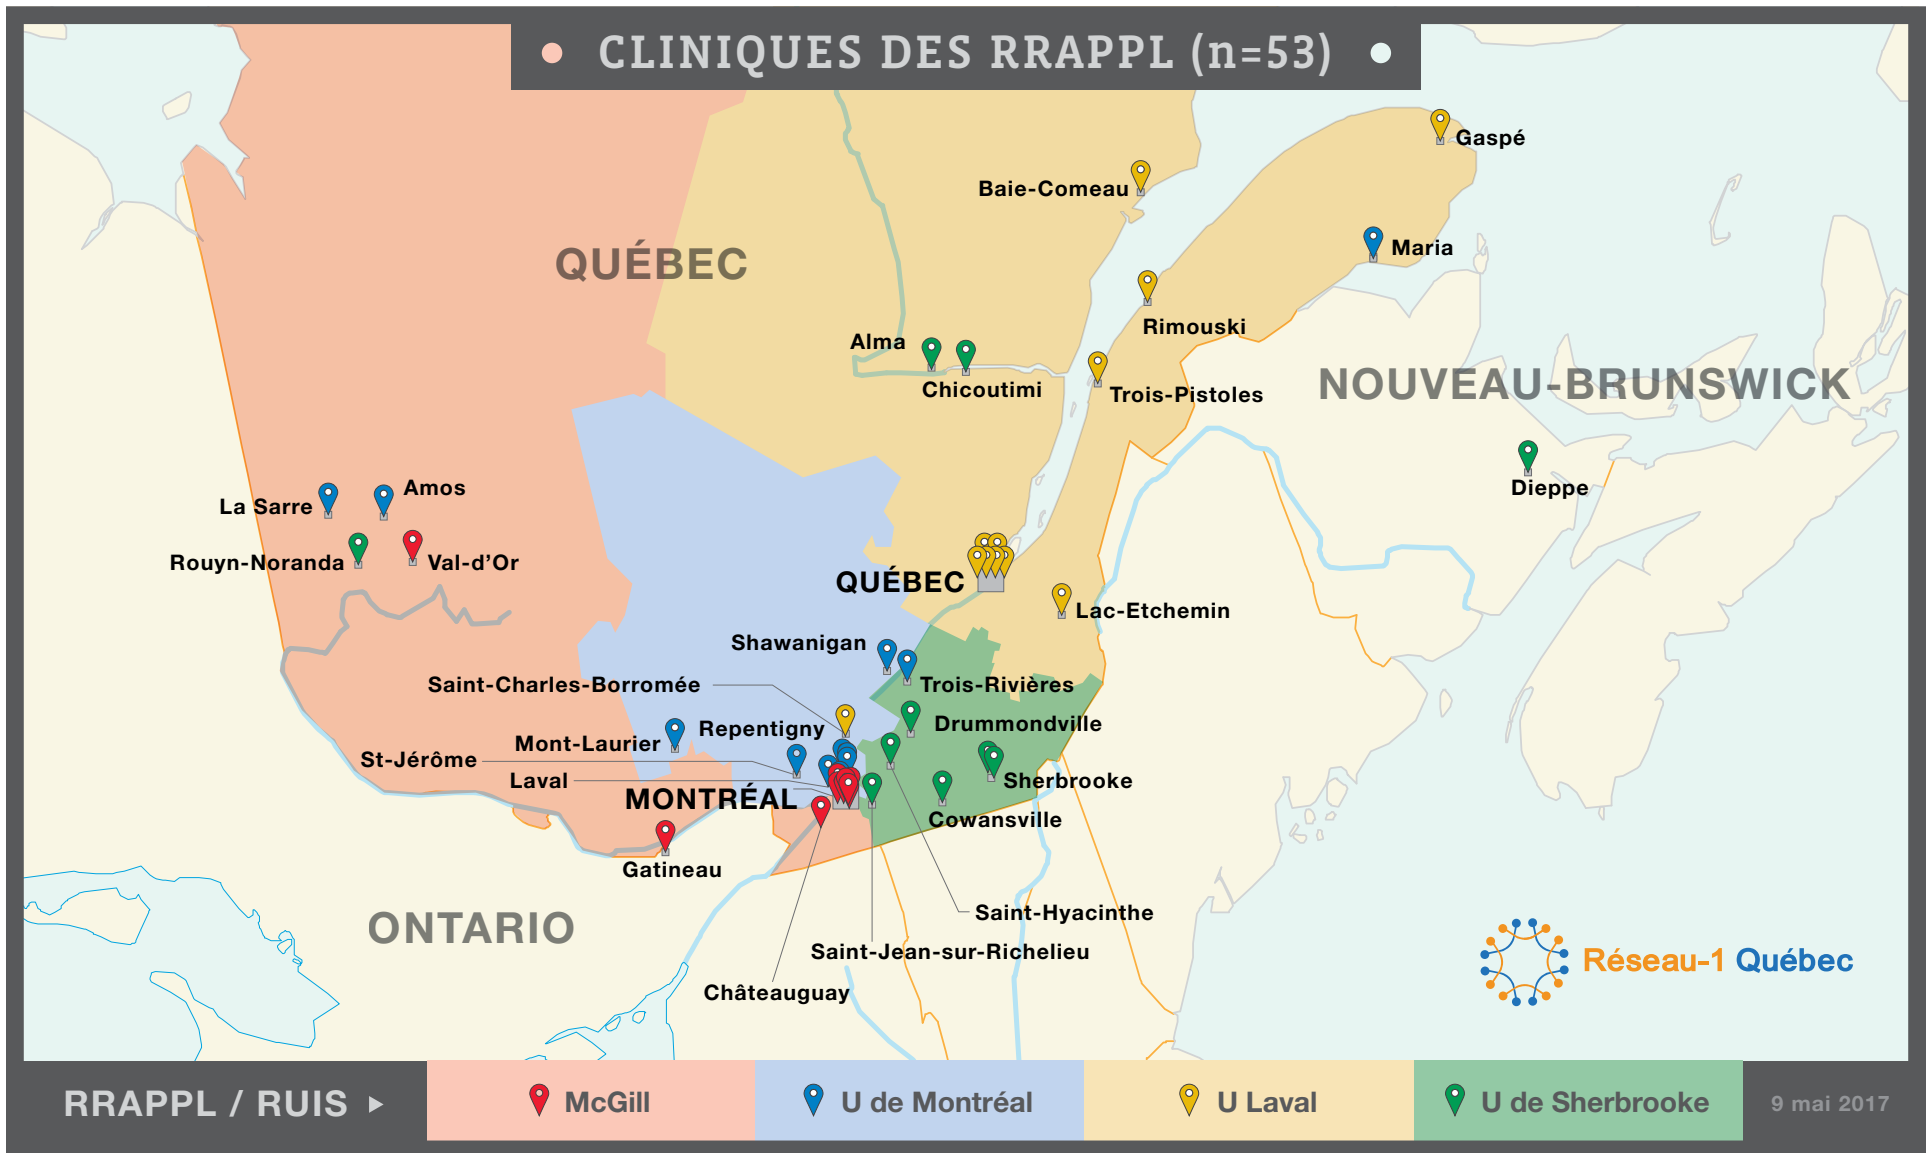 CLINIQUES DES RRAPPL (n=53)
Gaspé
Baie-Comeau
Maria
QUÉBEC
Rimouski
Alma
Chicoutimi
Trois-Pistoles
NOUVEAU-BRUNSWICK
Dieppe
Amos
La Sarre
Rouyn-Noranda
Val-d'Or
QUÉBEC
Lac-Etchemin
Shawanigan
Saint-Charles-Borromée
Trois-Rivières
Repentigny
Drummondville
Mont-Laurier
St-Jérôme
Laval
Sherbrooke
MONTRÉAL
Cowansville
Gatineau
ONTARIO
Saint-Hyacinthe
Saint-Jean-sur-Richelieu
Châteauguay
Réseau-1 Québec
RRAPPL / RUIS
McGill
U de Montréal
U Laval
U de Sherbrooke
9 mai 2017